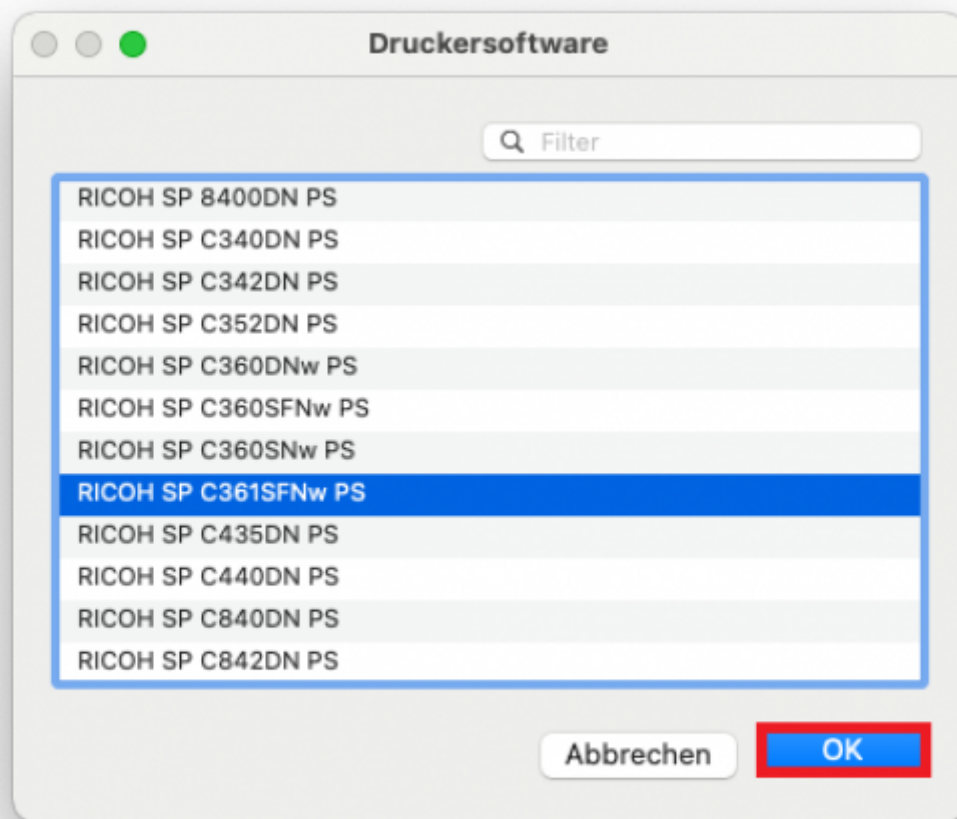 Druckersoftware
Filter
RICOH SP 8400DN PS
RICOH SP C340DN PS
RICOH SP C342DN PS
RICOH SP C352DN PS
RICOH SP C360DNw PS
RICOH SP C360SFNw PS
RICOH SP C360SNw PS
RICOH SP C361SFNw PS
RICOH SP C435DN PS
RICOH SP C440DN PS
RICOH SP C840DN PS
RICOH SP C842DN PS
Abbrechen OK